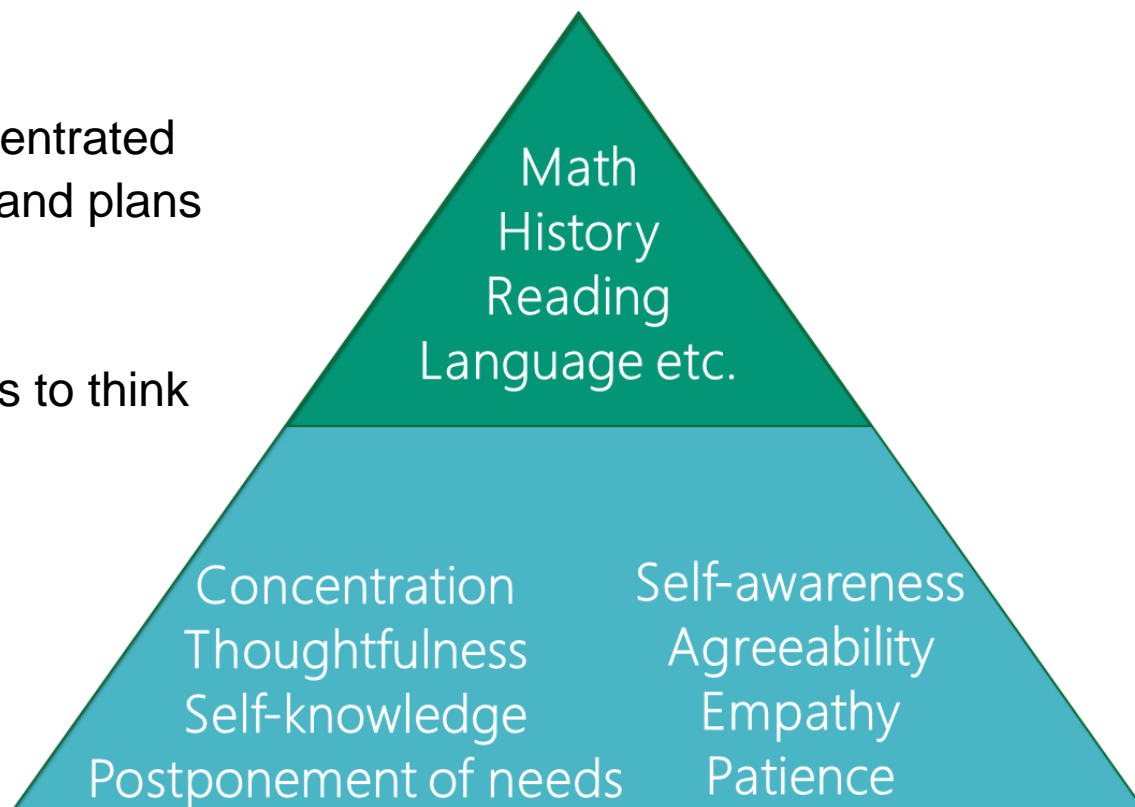 entrated
and plans
s to think
Math
History
Reading
Language etc.
Concentration
Thoughtfulness
Self-knowledge
Postponement of needs
Self-awareness
Agreeability
Empathy
Patience